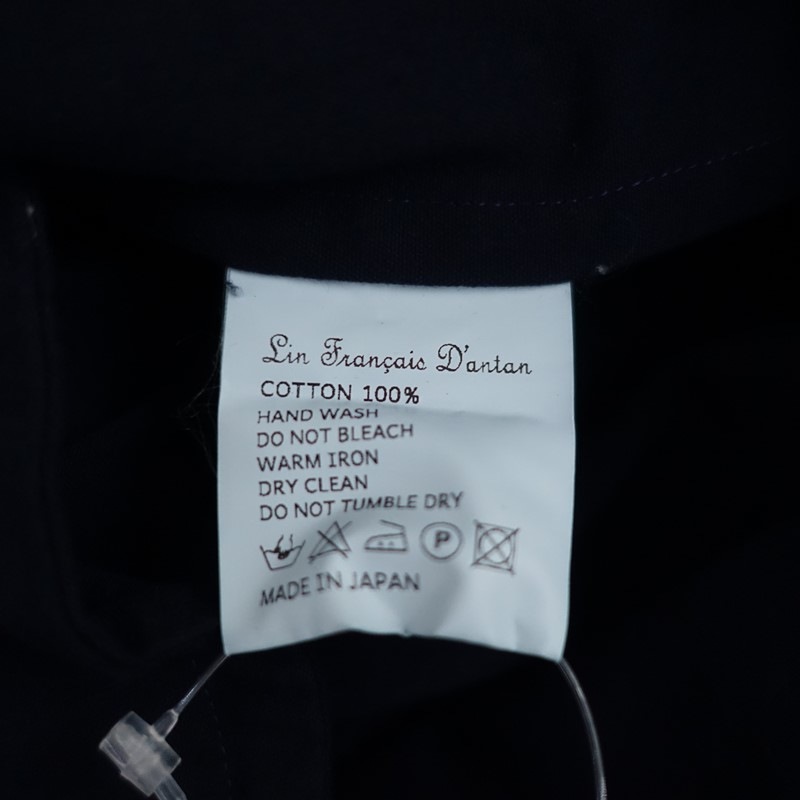 Lin Français D'antan
COTTON 100%
HAND WASH
DO NOT BLEACH
WARM IRON
DRY CLEAN
DO NOT TUMBLE DRY
P
MADE IN JAPAN